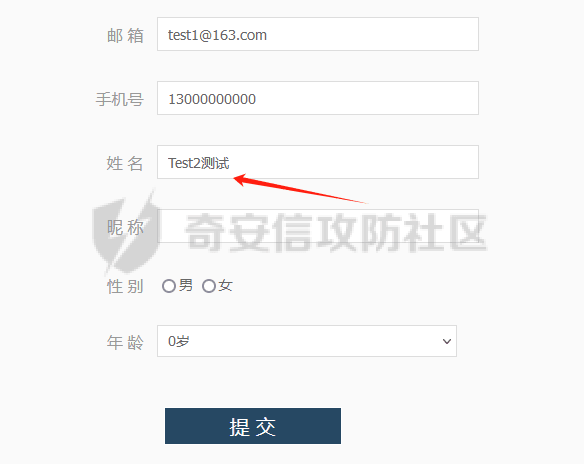 邮 箱 test1@163.com
手机号 13000000000
姓 名 Test2测试
昵 称
奇安信攻防社区
性 别 男 女
年 龄 0岁
提 交